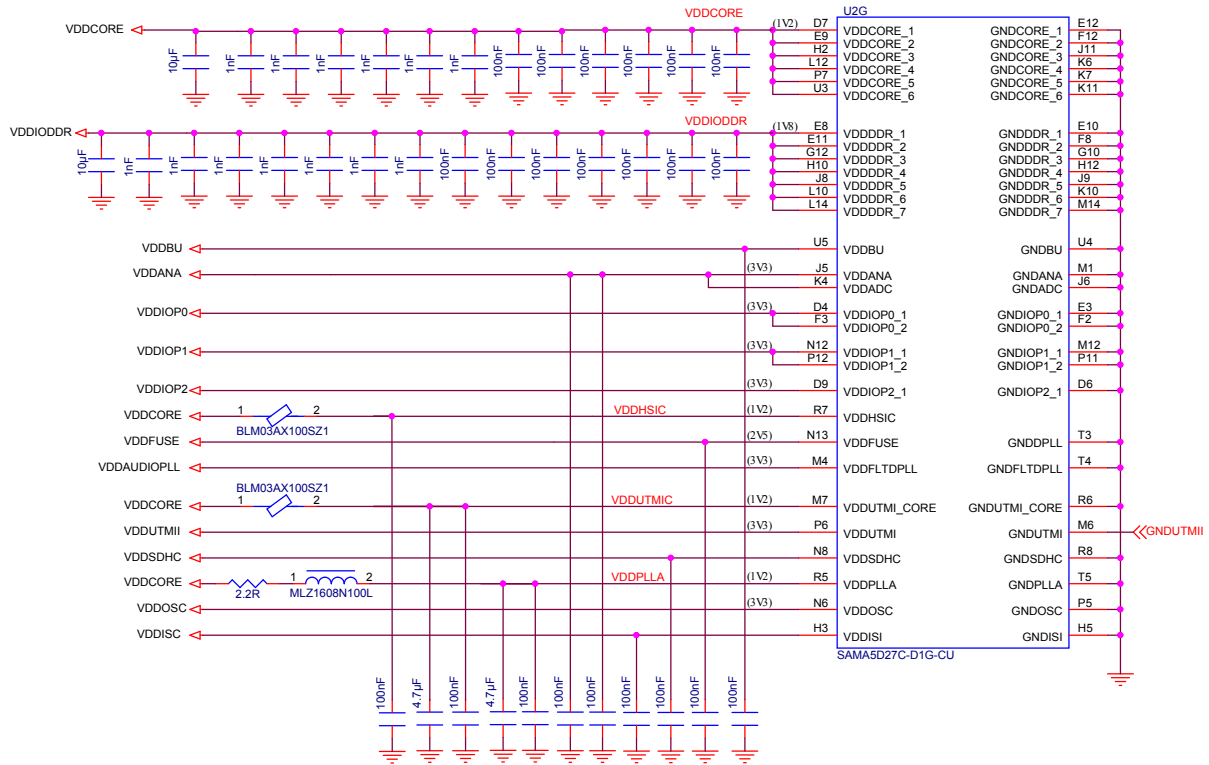 U2G
VDDCORE
VDDCORE
(1V2)
D7 VDDCORE_1 GNDCORE_1 E12
E9 VDDCORE_2 GNDCORE_2 F12
H2 VDDCORE_3 GNDCORE_3 J11
L12 VDDCORE_4 GNDCORE_4 K6
P7 VDDCORE_5 GNDCORE_5 K7
U3 VDDCORE_6 GNDCORE_6 K11
10µF 1nF 1nF 1nF 1nF 1nF 100nF 100nF 100nF 100nF 100nF 100nF
VDDIODDR
VDDIODDR
(1V8)
E8 VDDDDR_1 GNDDDR_1 E10
E11 VDDDDR_2 GNDDDR_2 F8
G12 VDDDDR_3 GNDDDR_3 G10
H10 VDDDDR_4 GNDDDR_4 H12
J8 VDDDDR_5 GNDDDR_5 J9
L10 VDDDDR_6 GNDDDR_6 K10
L14 VDDDDR_7 GNDDDR_7 M14
10µF 1nF 1nF 1nF 1nF 1nF 1nF 100nF 100nF 100nF 100nF 100nF 100nF 100nF
VDDBU U5 VDDBU GNDBU U4
VDDANA (3V3) J5 VDDANA GNDANA M1
K4 VDDADC GNDADC J6
VDDIOP0 (3V3) D4 VDDIOP0_1 GNDIOP0_1 E3
F3 VDDIOP0_2 GNDIOP0_2 F2
VDDIOP1 (3V3) N12 VDDIOP1_1 GNDIOP1_1 M12
P12 VDDIOP1_2 GNDIOP1_2 P11
VDDIOP2 (3V3) D9 VDDIOP2_1 GNDIOP2_1 D6
VDDCORE 1 2 VDDHSIC (1V2) R7 VDDHSIC
BLM03AX100SZ1
VDDFUSE (2V5) N13 VDDFUSE GNDDPLL T3
VDDAUDIOPLL (3V3) M4 VDDFLTDPLL GNDFLTDPLL T4
BLM03AX100SZ1
VDDCORE 1 2 VDDUTMIC (1V2) M7 VDDUTMI_CORE GNDUTMI_CORE R6
VDDUTMII (3V3) P6 VDDUTMI GNDUTMI M6 GNDUTMII
VDDSDHC N8 VDDSDHC GNDSDHC R8
VDDCORE 1 2 VDDPLLA (1V2) R5 VDDPLLA GNDPLLA T5
2.2R MLZ1608N100L
VDDOSC (3V3) N6 VDDOSC GNDOSC P5
VDDISC H3 VDDISI GNDISI H5
SAMA5D27C-D1G-CU
100nF 4.7µF 100nF 4.7µF 100nF 100nF 100nF 100nF 100nF 100nF 100nF